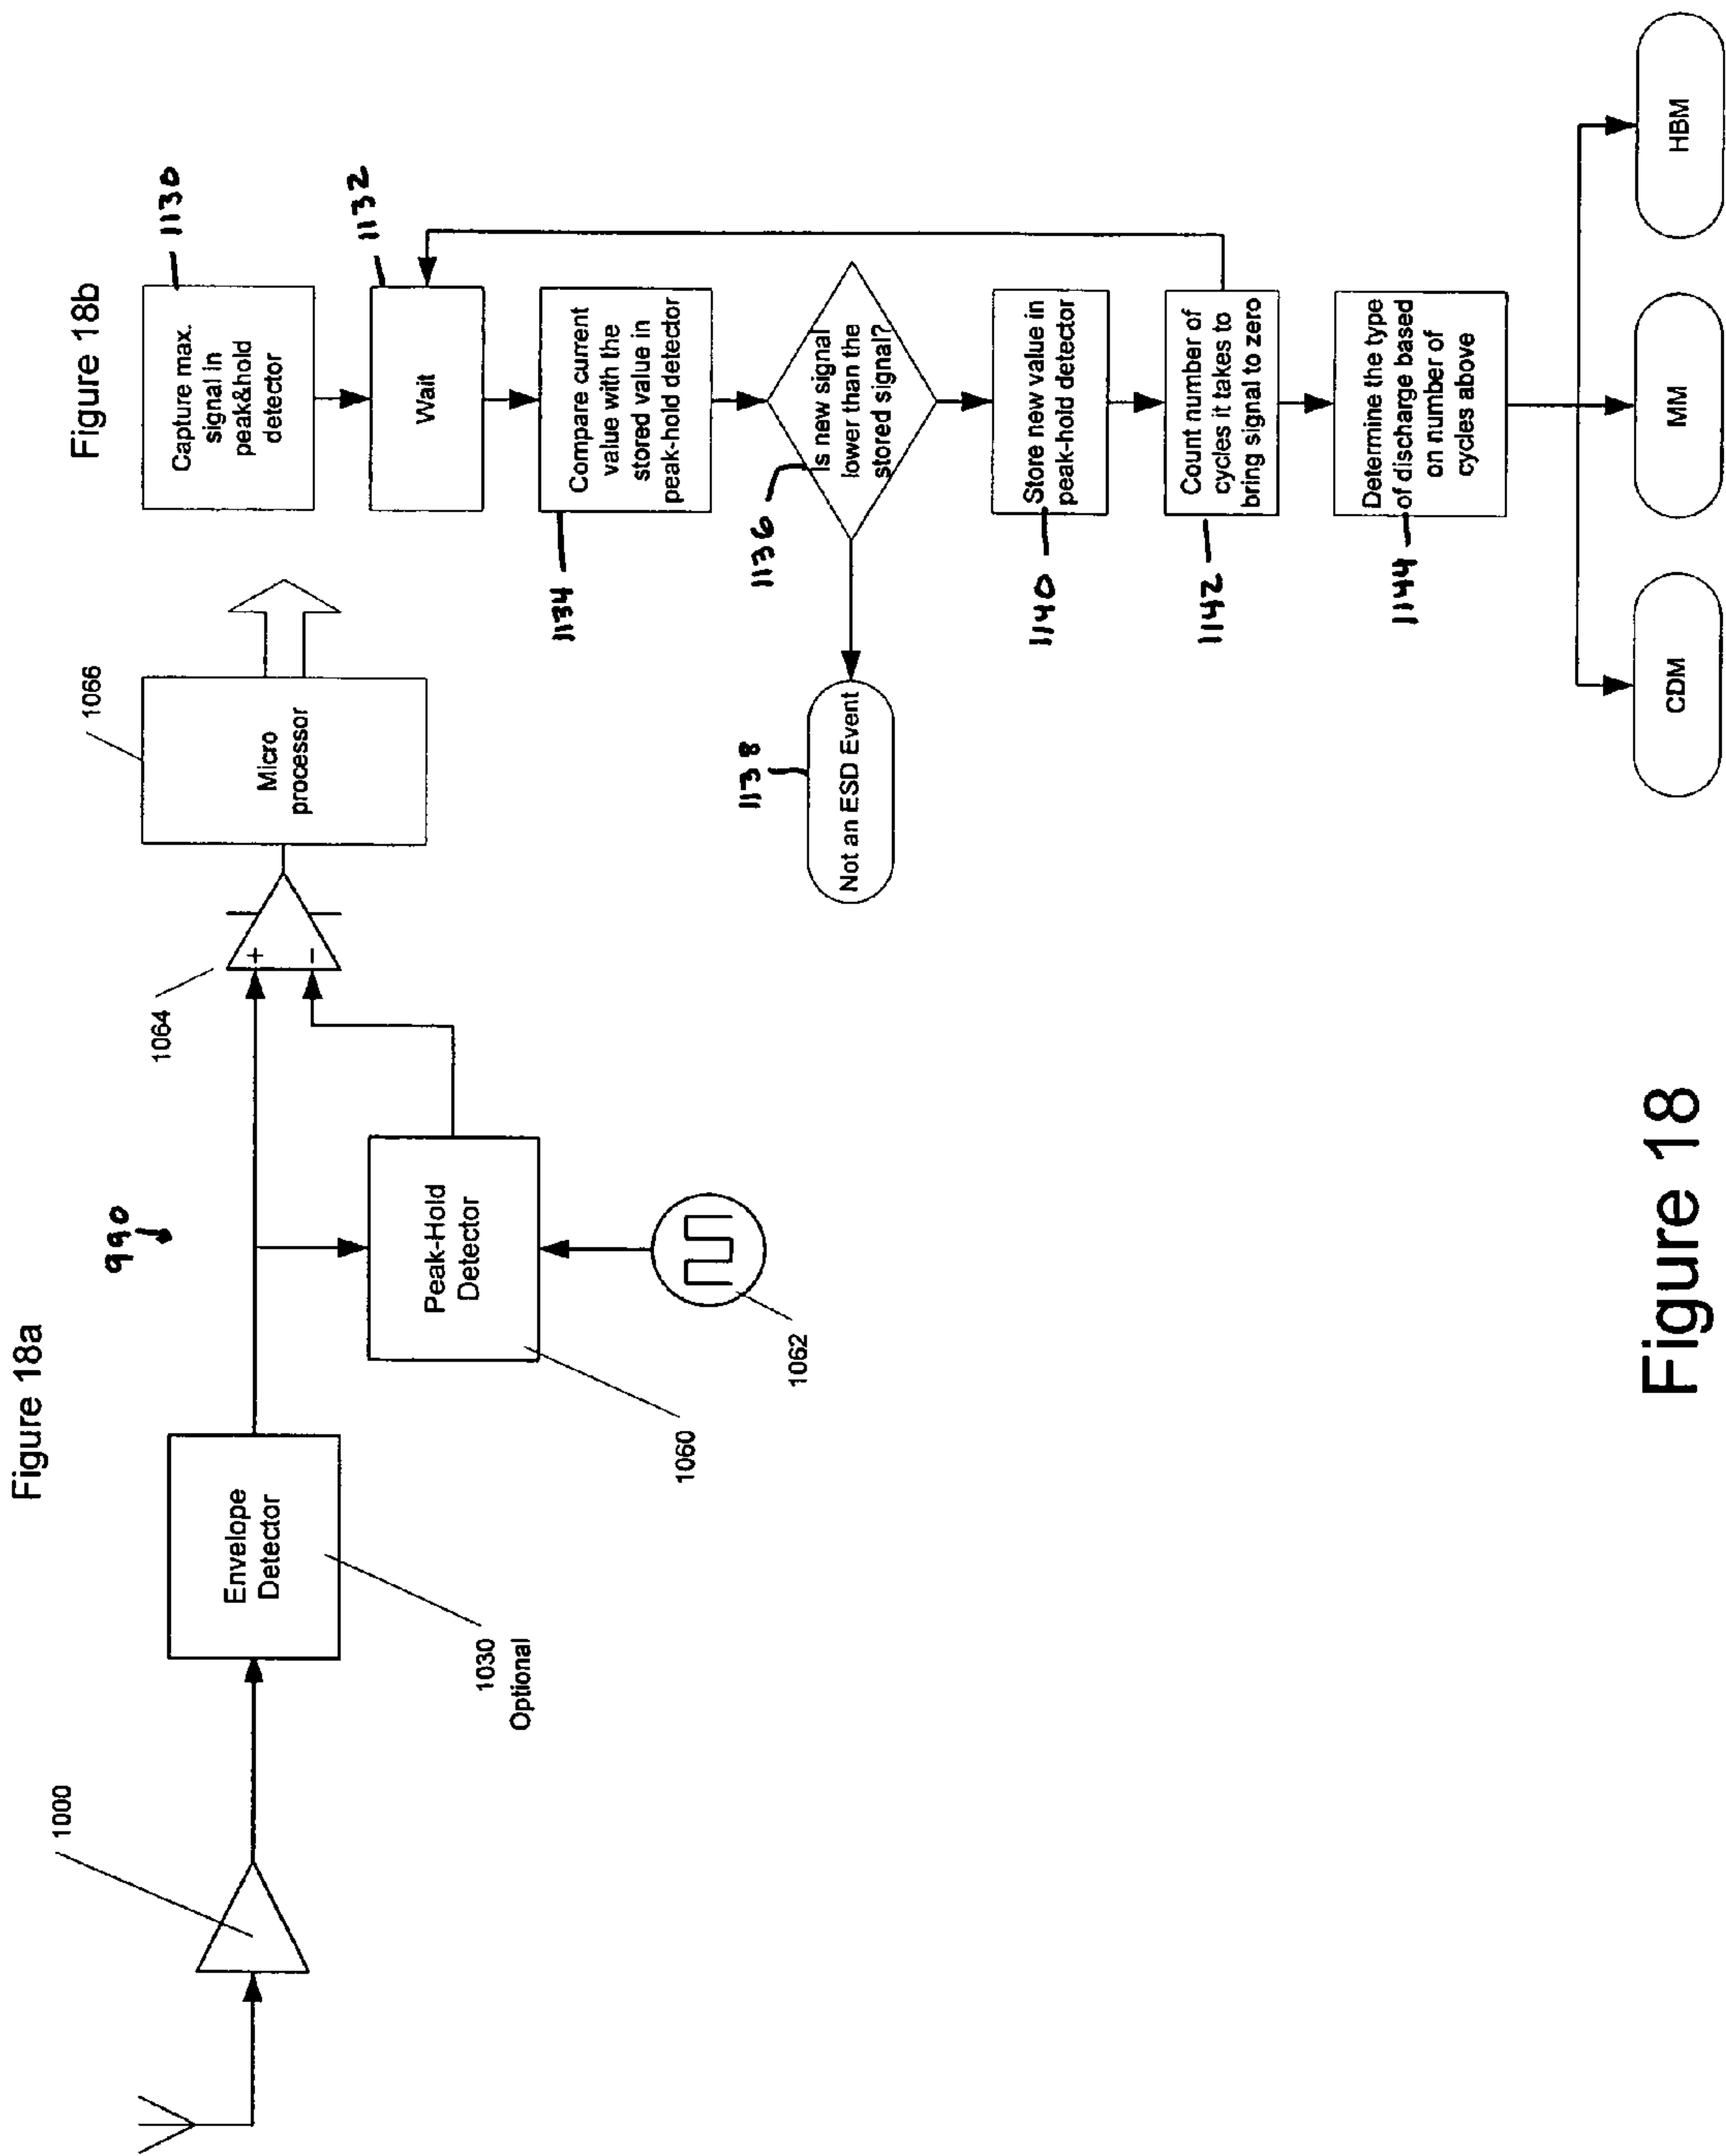 Figure 18a
1000
Envelope
Detector
1030
Optional
990
Peak-Hold
Detector
1060
1062
1064
+
-
Micro
processor
1066
Figure 18b
Capture max.
signal in
peak&hold
detector
1130
Wait
1132
Compare current
value with the
stored value in
peak-hold detector
1134
Is new signal
lower than the
stored signal?
1136
Not an ESD Event
1138
Store new value in
peak-hold detector
1140
Count number of
cycles it takes to
bring signal to zero
1142
Determine the type
of discharge based
on number of
cycles above
1144
CDM
MM
HBM
Figure 18